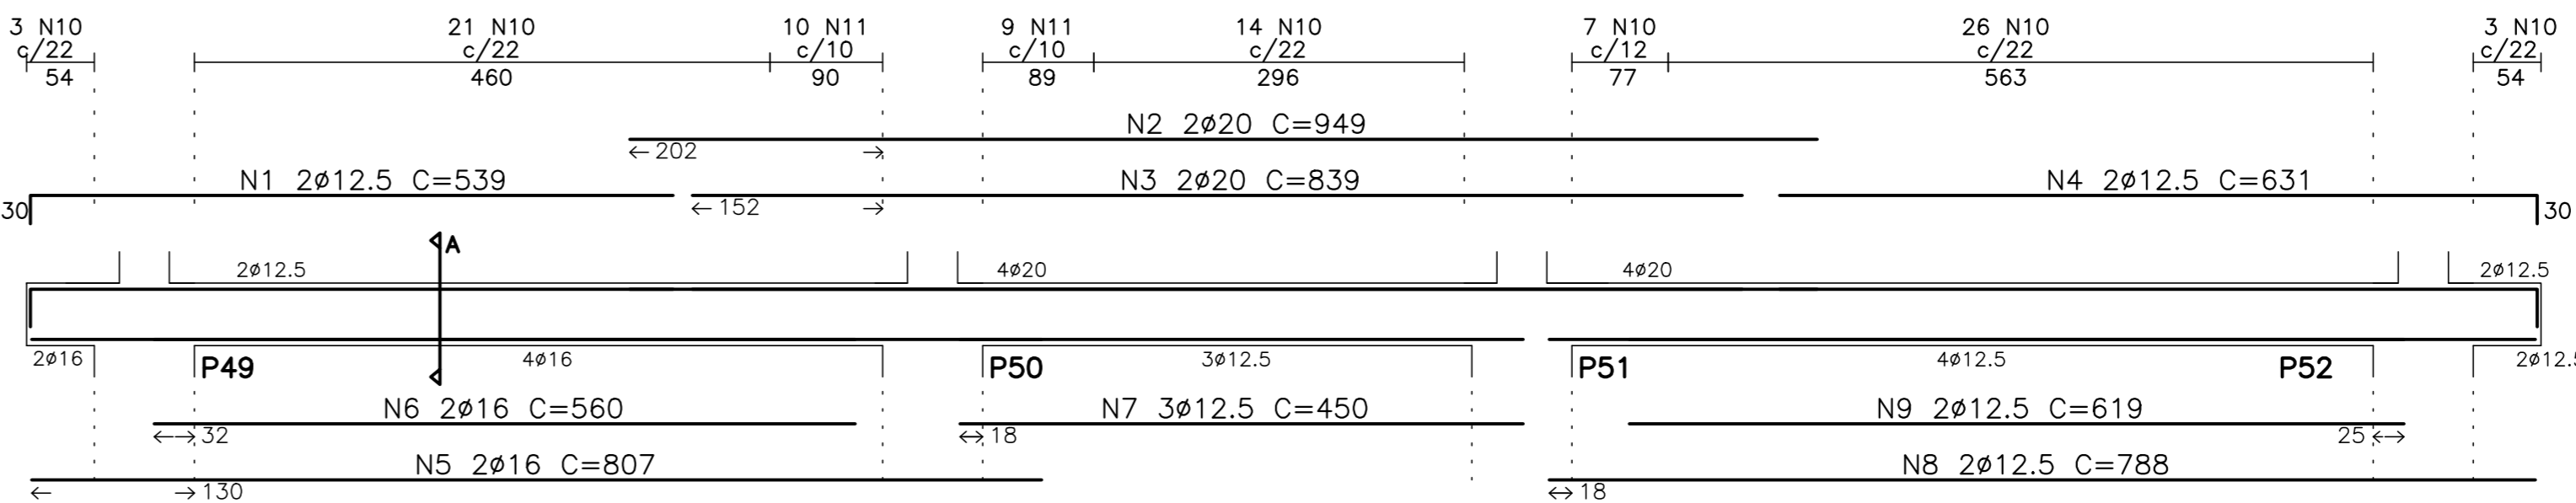 3 N10 21 N10 10 N11 9 N11 14 N10 7 N10 26 N10 3 N10
c/22 c/22 c/10 c/10 c/22 c/12 c/22 c/22
54 460 90 89 296 77 563 54
N2 2ø20 C=949
←202 →
N1 2ø12.5 C=539 N3 2ø20 C=839 N4 2ø12.5 C=631
30 ←152 → 30
A
2ø12.5 4ø20 4ø20 2ø12.5
2ø16 P49 4ø16 P50 3ø12.5 P51 4ø12.5 P52 2ø12.5
N6 2ø16 C=560 N7 3ø12.5 C=450 N9 2ø12.5 C=619
←→32 ↔18 25←→
N5 2ø16 C=807 N8 2ø12.5 C=788
← →130 ↔18